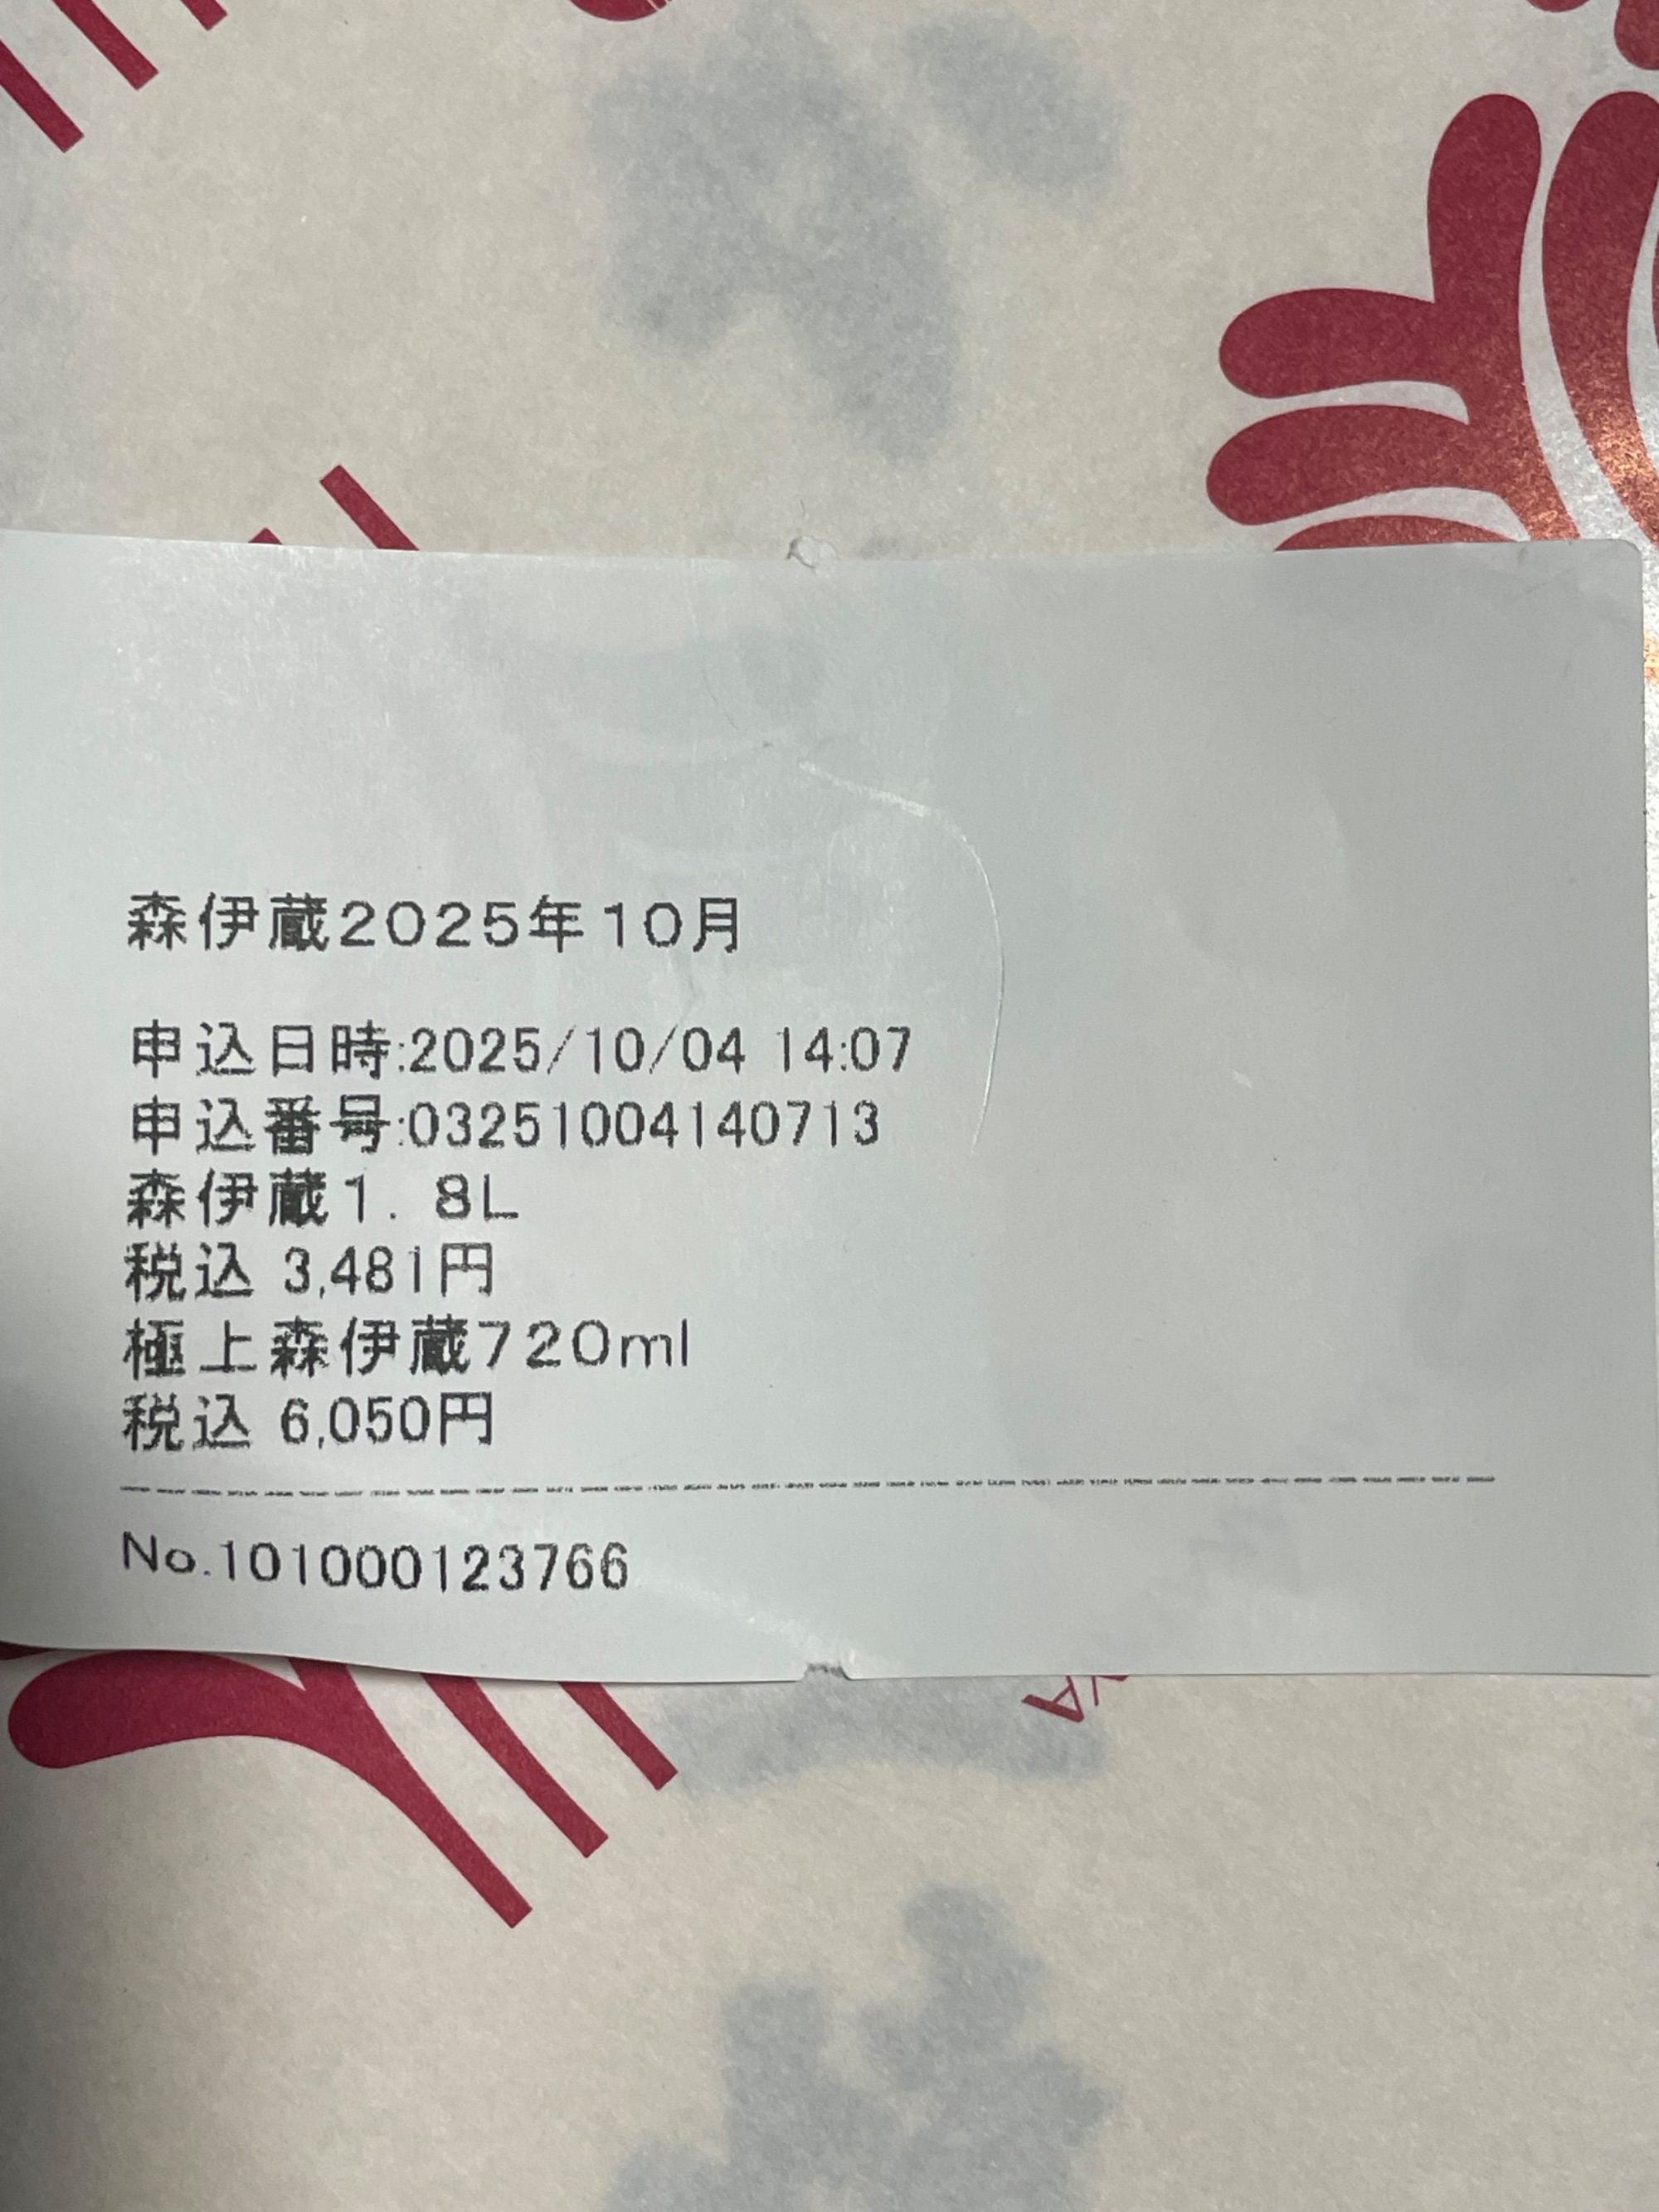 森伊蔵2025年10月
申込日時:2025/10/04 14:07
申込番号:03251004140713
森伊蔵1.8L
税込 3,481円
極上森伊蔵720ml
税込 6,050円
No.101000123766